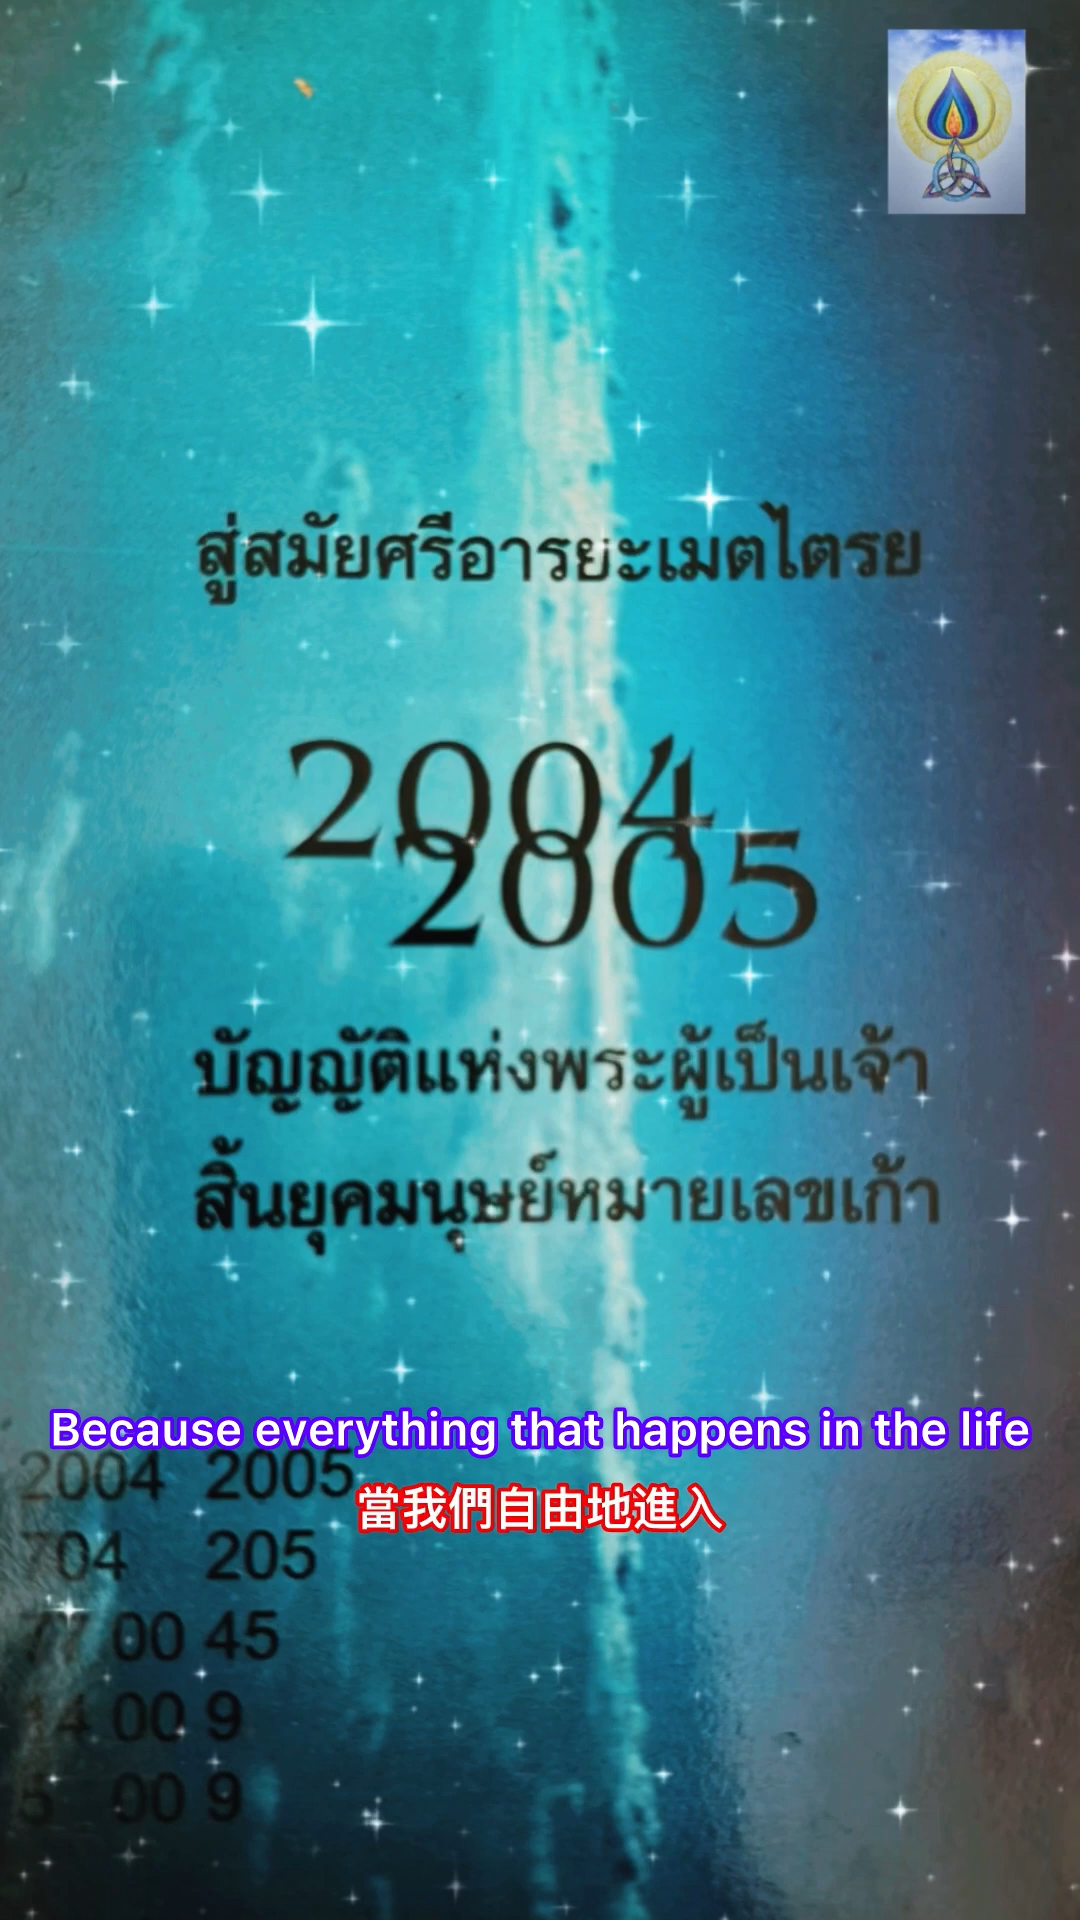 สู่สมัยศรีอารยะเมตไตรย
2004
2005
บัญญัติแห่งพระผู้เป็นเจ้า
สิ้นยุคมนุษย์หมายเลขเก้า
Because everything that happens in the life
2004 2005
當我們自由地進入
704 205
77 00 45
14 00 9
5 00 9